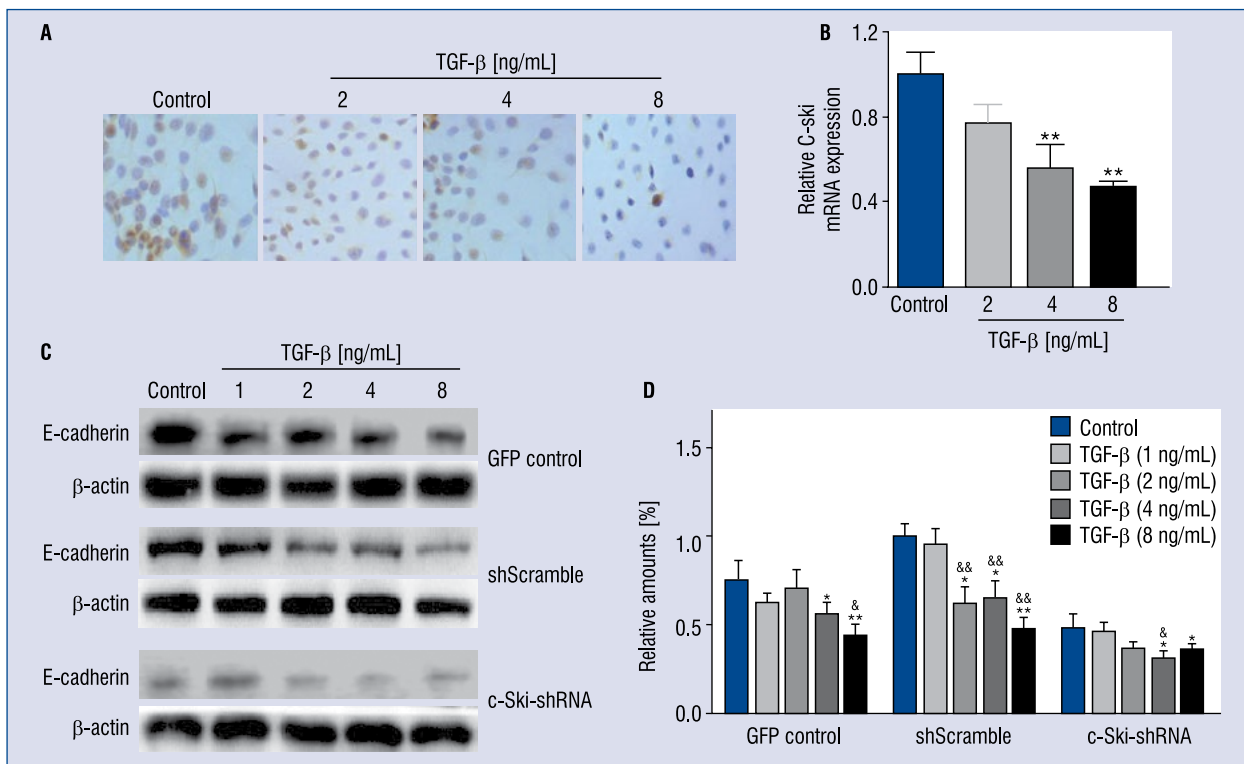 A
TGF-β [ng/mL]
Control 2 4 8
B
Relative C-ski
mRNA expression
1.2
0.8
0.4
0.0
**
**
Control 2 4 8
TGF-β [ng/mL]
C
TGF-β [ng/mL]
Control 1 2 4 8
E-cadherin
GFP control
β-actin
E-cadherin
shScramble
β-actin
E-cadherin
c-Ski-shRNA
β-actin
D
Relative amounts [%]
1.5
1.0
0.5
0.0
Control
TGF-β (1 ng/mL)
TGF-β (2 ng/mL)
TGF-β (4 ng/mL)
TGF-β (8 ng/mL)
*
&
**
&&
*
&&
*
&&
**
&
*
*
GFP control shScramble c-Ski-shRNA